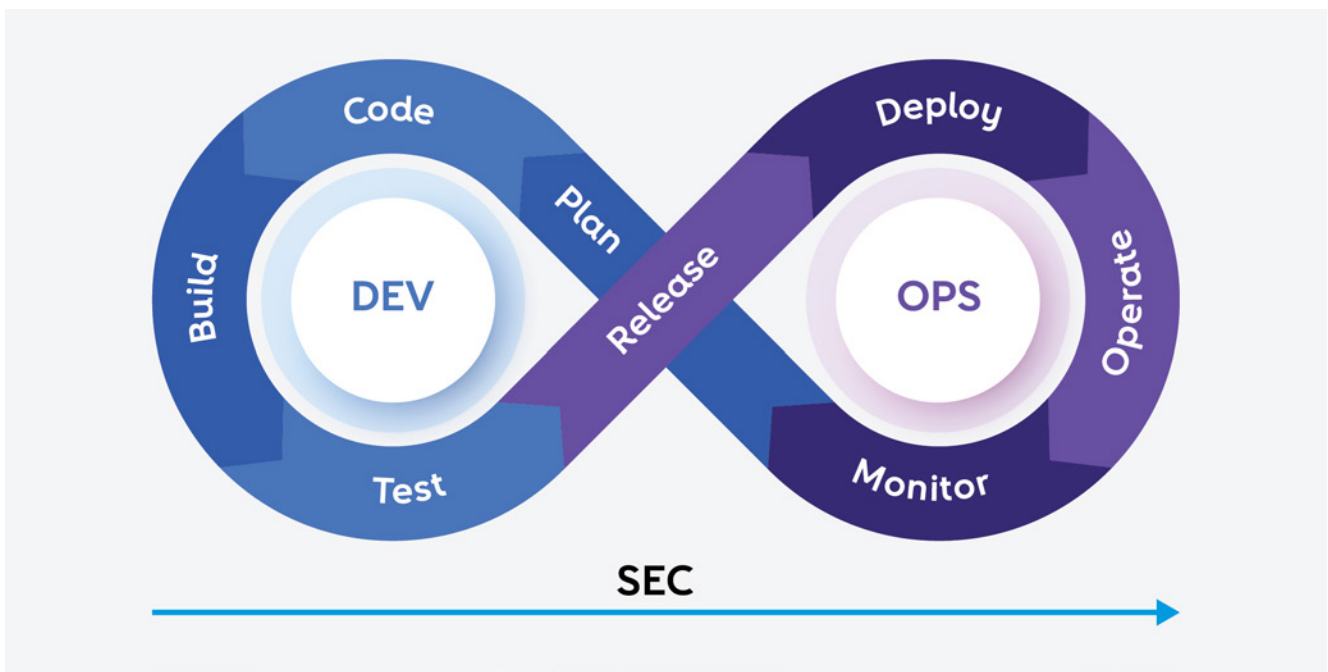 Code
Deploy
Plan
Build
DEV
Release
OPS
Operate
Test
Monitor
SEC